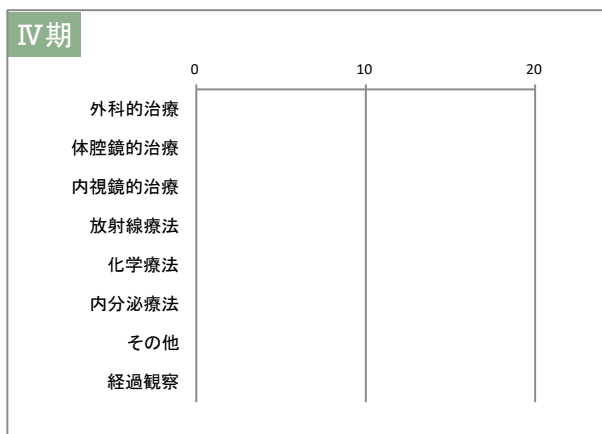 Ⅳ期
0 10 20
外科的治療
体腔鏡的治療
内視鏡的治療
放射線療法
化学療法
内分泌療法
その他
経過観察